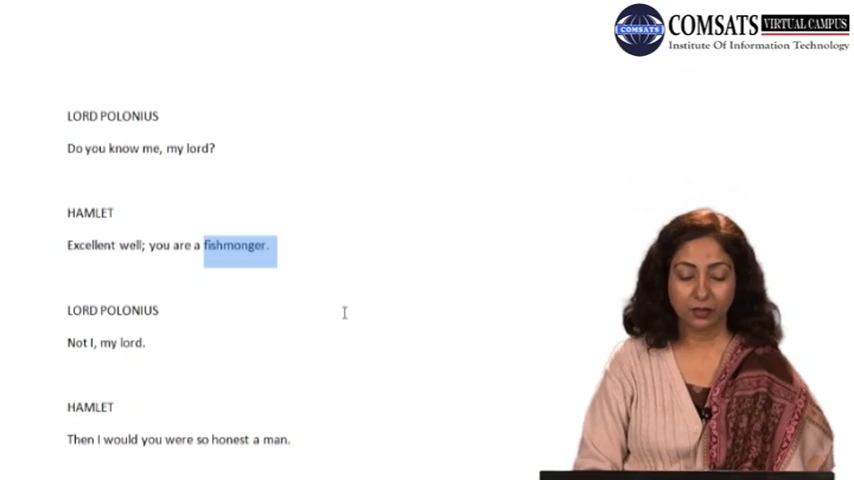 COMSATS VIRTUAL CAMPUS
COMSATS
Institute Of Information Technology
LORD POLONIUS
Do you know me, my lord?
HAMLET
Excellent well; you are a fishmonger.
LORD POLONIUS
Not I, my lord.
HAMLET
Then I would you were so honest a man.